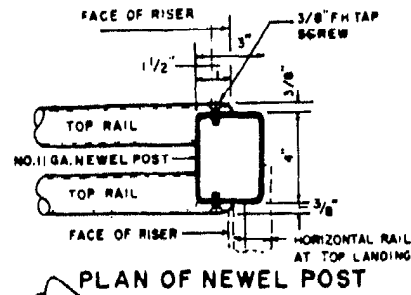 FACE OF RISER
3/8" FH TAP
SCREW
3"
1 1/2"
3/8"
TOP RAIL
NO. 11 GA. NEWEL POST
4"
TOP RAIL
3/8"
FACE OF RISER
HORIZONTAL RAIL
AT TOP LANDING
PLAN OF NEWEL POST